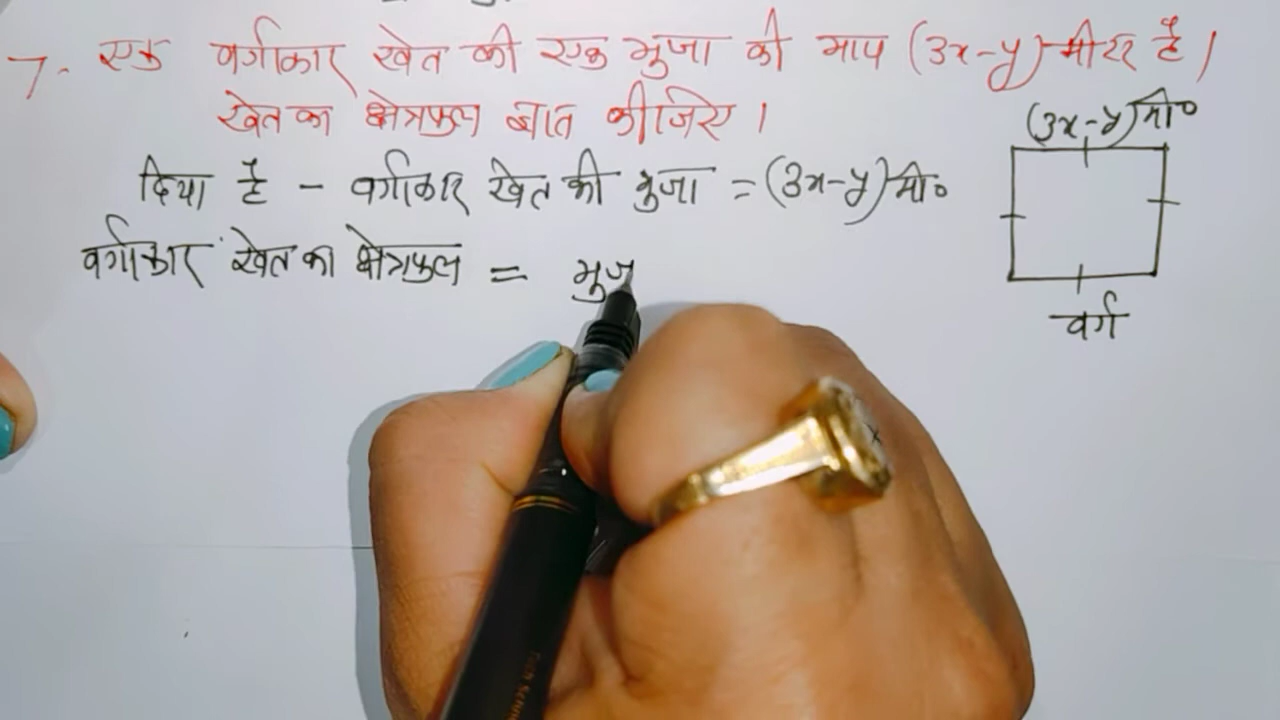 7. एक वर्गाकार खेत की एक भुजा की माप (3x-y) मीटर है।
खेत का क्षेत्रफल ज्ञात कीजिए।
(3x-y) मी०
दिया है - वर्गाकार खेत की भुजा = (3x-y) मी०
वर्गाकार खेत का क्षेत्रफल = भुज
वर्ग